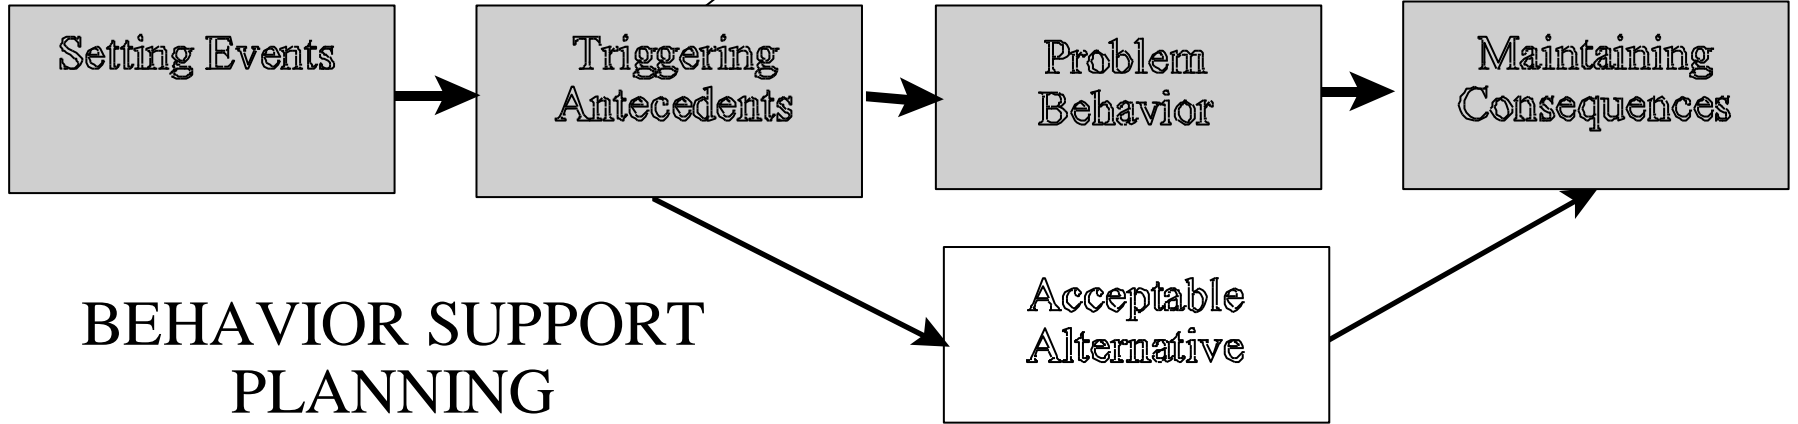 Setting Events
Triggering
Antecedents
Problem
Behavior
Maintaining
Consequences
Acceptable
Alternative
BEHAVIOR SUPPORT
PLANNING